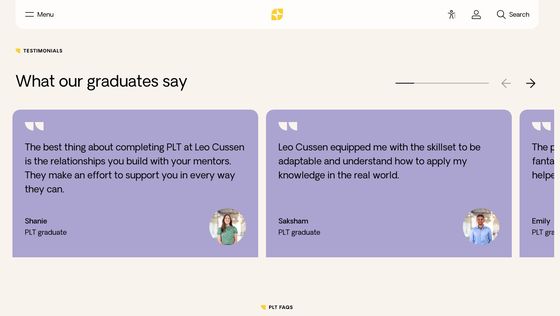 Menu
Search
TESTIMONIALS
What our graduates say
The best thing about completing PLT at Leo Cussen
is the relationships you build with your mentors.
They make an effort to support you in every way
they can.
Shanie
PLT graduate
Leo Cussen equipped me with the skillset to be
adaptable and understand how to apply my
knowledge in the real world.
Saksham
PLT graduate
The p
fanta
helpe
Emily
PLT gra
PLT FAQS